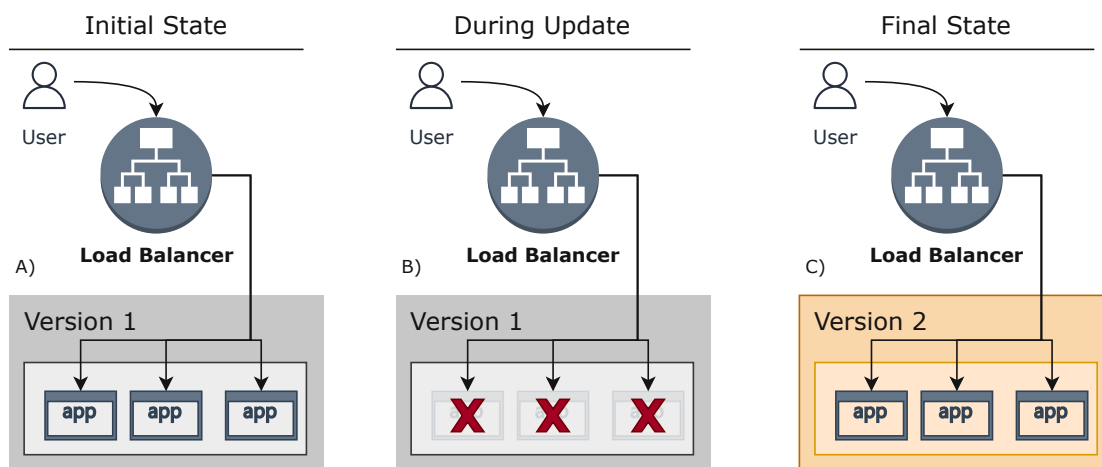 Initial State
During Update
Final State
User
User
User
Load Balancer
Load Balancer
Load Balancer
A)
B)
C)
Version 1
Version 1
Version 2
app
app
app
app
app
app